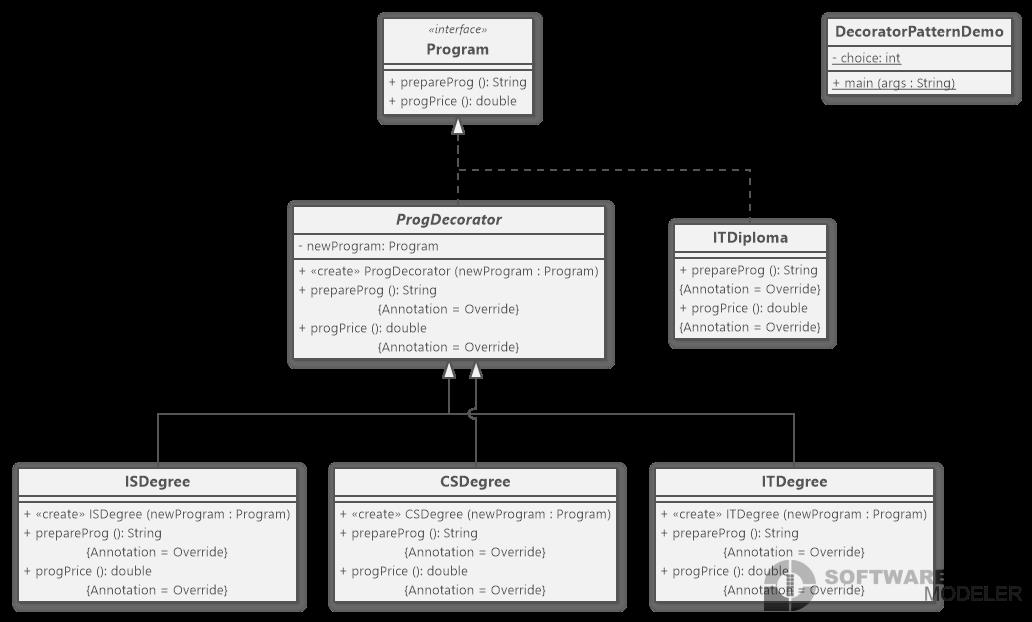 «interface»
Program
+ prepareProg (): String
+ progPrice (): double
DecoratorPatternDemo
- choice: int
+ main (args : String)
ProgDecorator
- newProgram: Program
+ «create» ProgDecorator (newProgram : Program)
+ prepareProg (): String
{Annotation = Override}
+ progPrice (): double
{Annotation = Override}
ITDiploma
+ prepareProg (): String
{Annotation = Override}
+ progPrice (): double
{Annotation = Override}
ISDegree
+ «create» ISDegree (newProgram : Program)
+ prepareProg (): String
{Annotation = Override}
+ progPrice (): double
{Annotation = Override}
CSDegree
+ «create» CSDegree (newProgram : Program)
+ prepareProg (): String
{Annotation = Override}
+ progPrice (): double
{Annotation = Override}
ITDegree
+ «create» ITDegree (newProgram : Program)
+ prepareProg (): String
{Annotation = Override}
+ progPrice (): double
{Annotation = Override}
SOFTWARE
MODELER